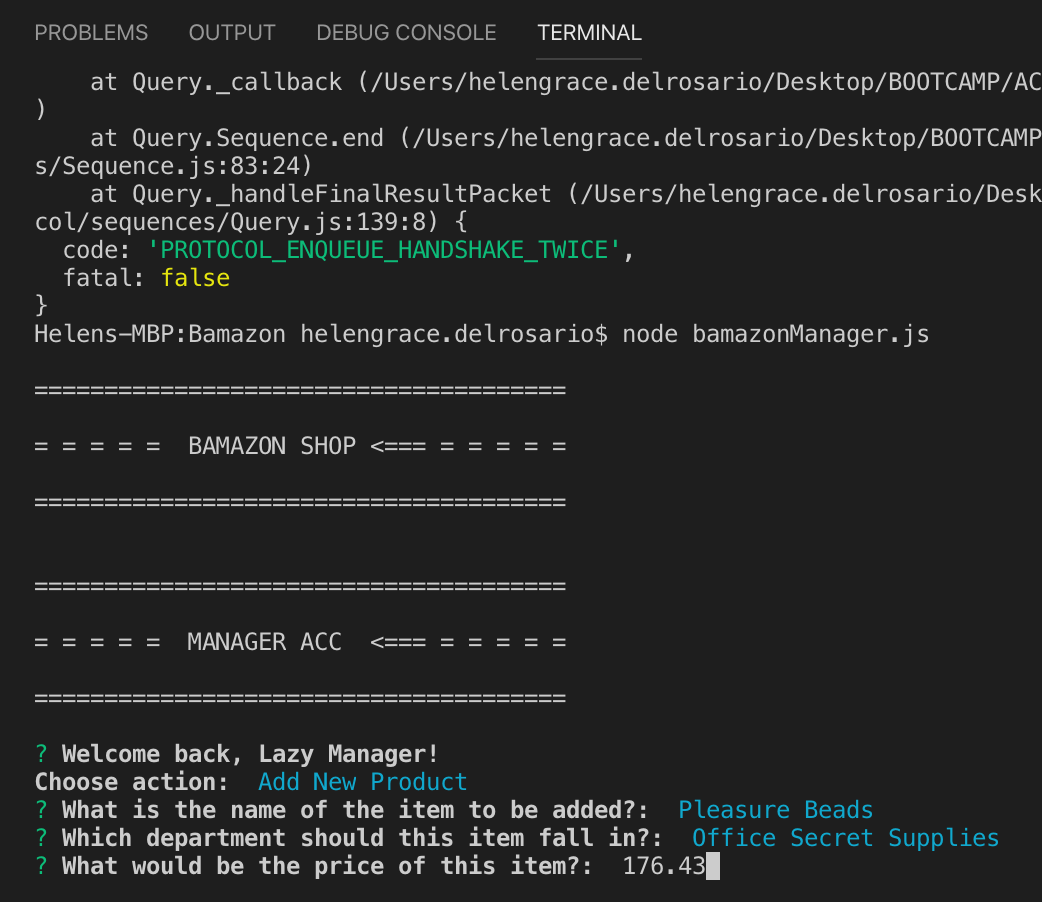 PROBLEMS OUTPUT DEBUG CONSOLE TERMINAL
at Query._callback (/Users/helengrace.delrosario/Desktop/BOOTCAMP/AC
)
at Query.Sequence.end (/Users/helengrace.delrosario/Desktop/BOOTCAMP
s/Sequence.js:83:24)
at Query._handleFinalResultPacket (/Users/helengrace.delrosario/Desk
col/sequences/Query.js:139:8) {
code: 'PROTOCOL_ENQUEUE_HANDSHAKE_TWICE',
fatal: false
}
Helens-MBP:Bamazon helengrace.delrosario$ node bamazonManager.js
======================================
= = = = =  BAMAZON SHOP <=== = = = = =
======================================
======================================
= = = = =  MANAGER ACC  <=== = = = = =
======================================
? Welcome back, Lazy Manager!
Choose action:  Add New Product
? What is the name of the item to be added?:  Pleasure Beads
? Which department should this item fall in?:  Office Secret Supplies
? What would be the price of this item?:  176.43